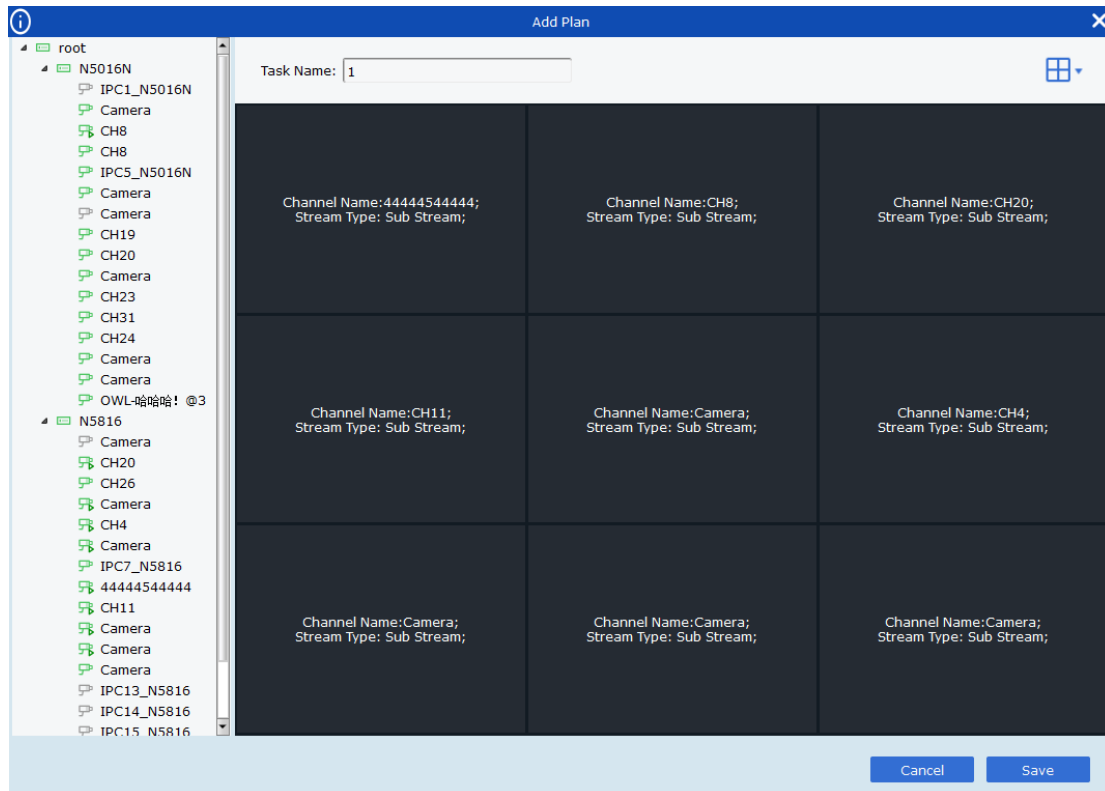 Add Plan
root
N5016N
IPC1_N5016N
Camera
CH8
CH8
IPC5_N5016N
Camera
Camera
CH19
CH20
Camera
CH23
CH31
CH24
Camera
Camera
OWL-哈哈哈! @3
N5816
Camera
CH20
CH26
Camera
CH4
Camera
IPC7_N5816
44444544444
CH11
Camera
Camera
Camera
IPC13_N5816
IPC14_N5816
IPC15_N5816
Task Name: 1
Channel Name:44444544444;
Stream Type: Sub Stream;
Channel Name:CH8;
Stream Type: Sub Stream;
Channel Name:CH20;
Stream Type: Sub Stream;
Channel Name:CH11;
Stream Type: Sub Stream;
Channel Name:Camera;
Stream Type: Sub Stream;
Channel Name:CH4;
Stream Type: Sub Stream;
Channel Name:Camera;
Stream Type: Sub Stream;
Channel Name:Camera;
Stream Type: Sub Stream;
Channel Name:Camera;
Stream Type: Sub Stream;
Cancel
Save